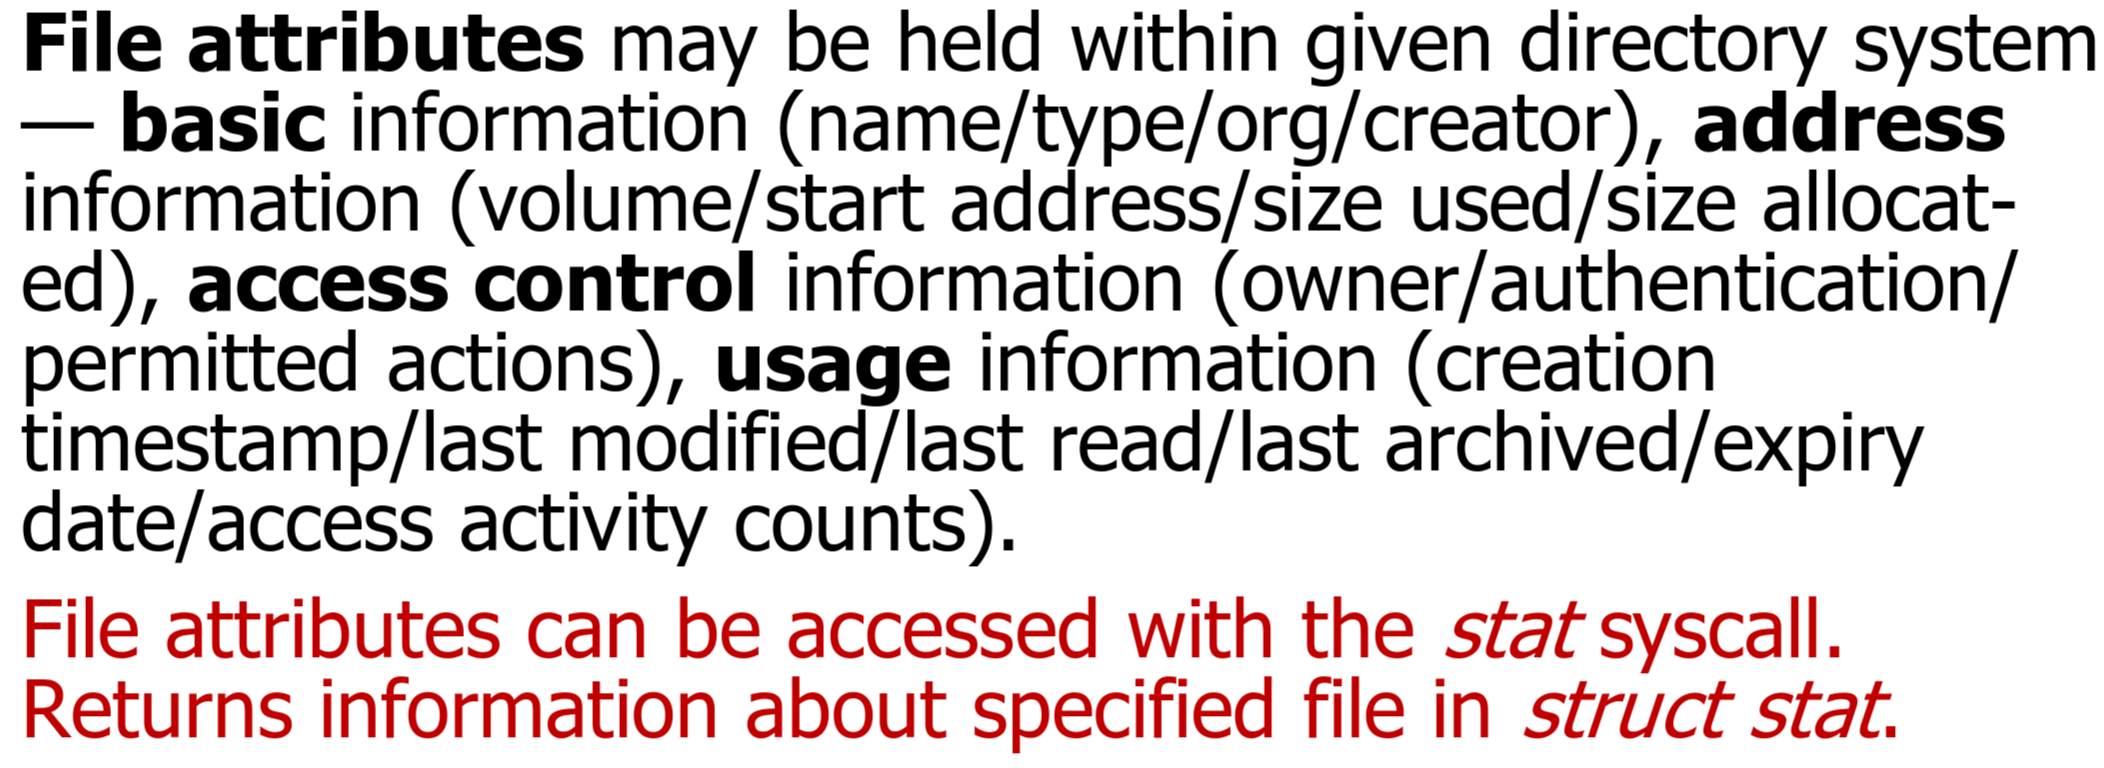 File attributes may be held within given directory system
— basic information (name/type/org/creator), address
information (volume/start address/size used/size allocat-
ed), access control information (owner/authentication/
permitted actions), usage information (creation
timestamp/last modified/last read/last archived/expiry
date/access activity counts).
File attributes can be accessed with the stat syscall.
Returns information about specified file in struct stat.